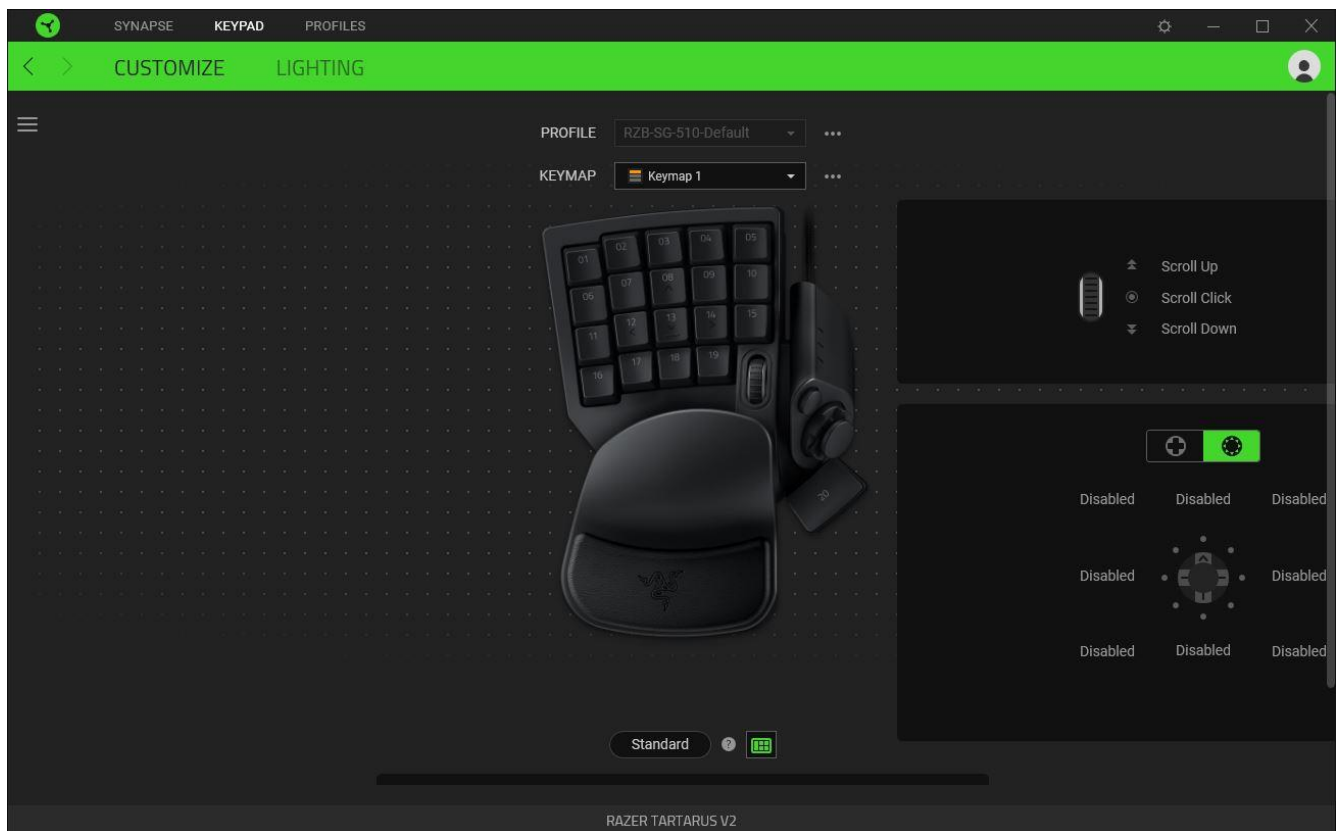 SYNAPSE KEYPAD PROFILES
CUSTOMIZE LIGHTING
PROFILE RZB-SG-510-Default
KEYMAP Keymap 1
01 02 03 04 05
06 07 08 09 10
11 12 13 14 15
16 17 18 19
20
Scroll Up
Scroll Click
Scroll Down
Disabled Disabled Disabled
Disabled Disabled
Disabled Disabled Disabled
Standard ?
RAZER TARTARUS V2